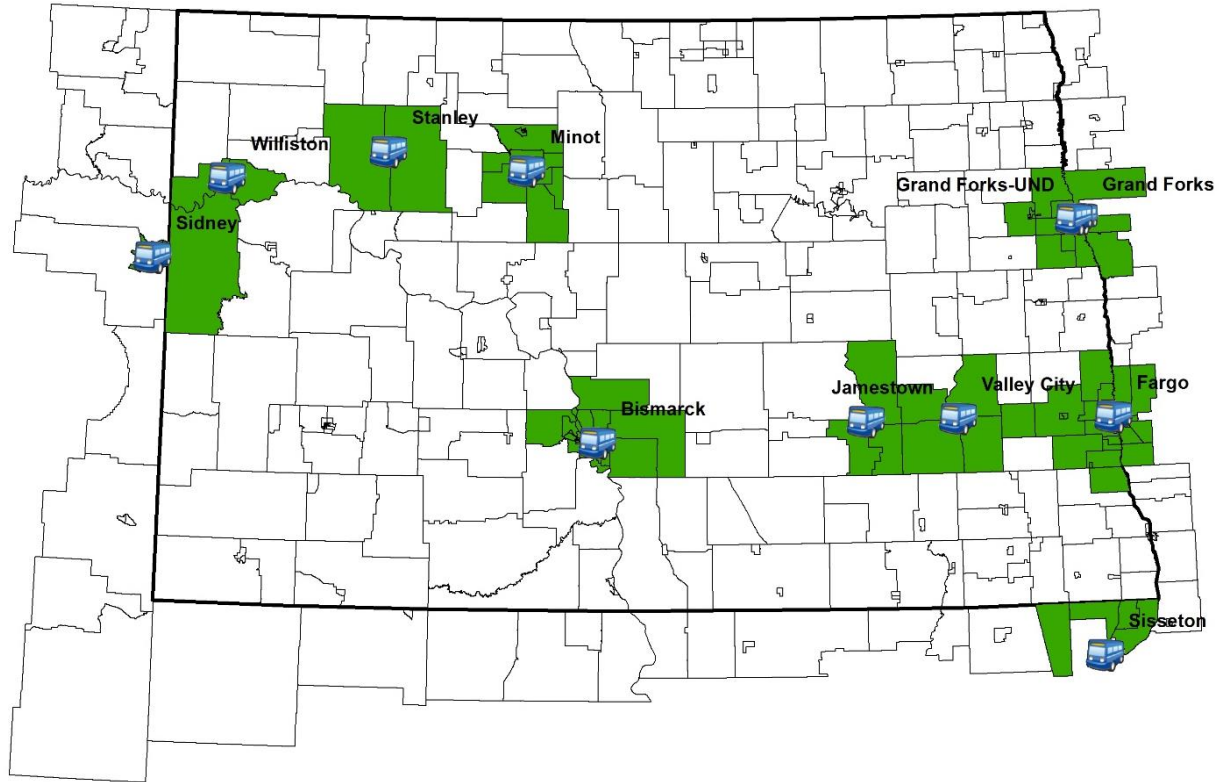 Stanley
Minot
Williston
Grand Forks-UND
Grand Forks
Sidney
Jamestown
Valley City
Fargo
Bismarck
Sisseton